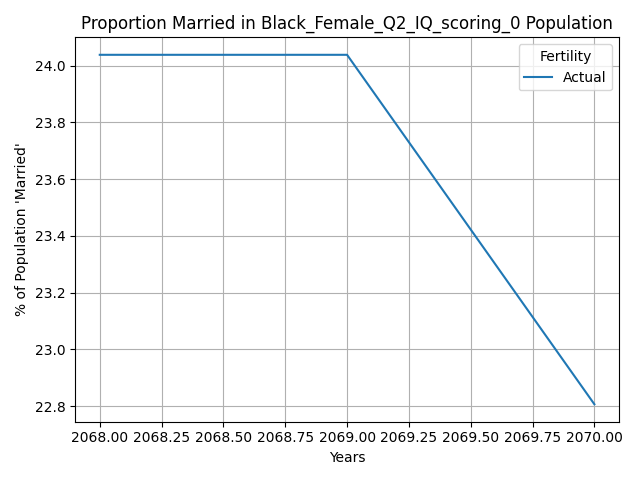 Proportion Married in Black_Female_Q2_IQ_scoring_0 Population
Fertility
Actual
% of Population 'Married'
24.0
23.8
23.6
23.4
23.2
23.0
22.8
2068.00 2068.25 2068.50 2068.75 2069.00 2069.25 2069.50 2069.75 2070.00
Years